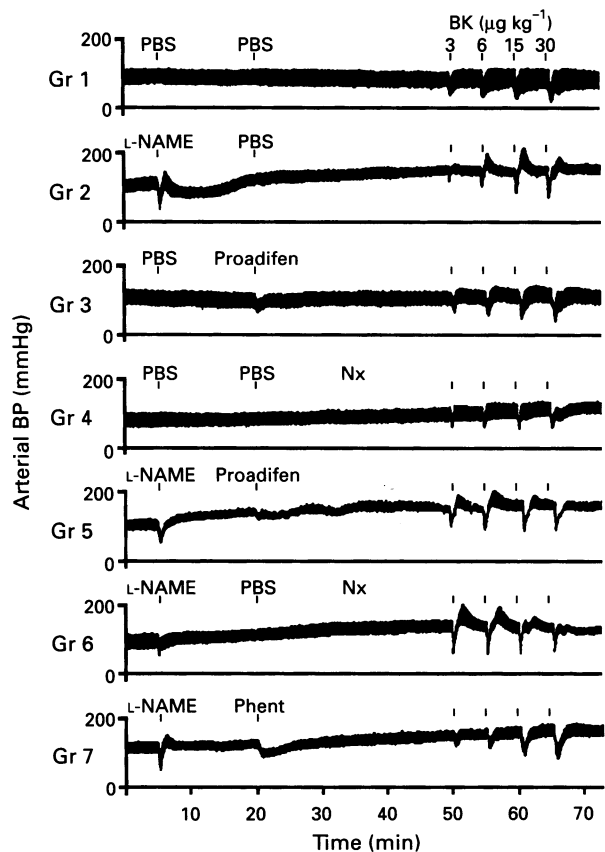 BK (μg kg⁻¹)
200 PBS PBS 3 6 15 30
Gr 1
0
L-NAME PBS
200
Gr 2
0
PBS Proadifen
200
Gr 3
0
200 PBS PBS Nx
Gr 4
0
L-NAME Proadifen
200
Gr 5
0
L-NAME PBS Nx
200
Gr 6
0
L-NAME Phent
200
Gr 7
0
10 20 30 40 50 60 70
Time (min)
Arterial BP (mmHg)